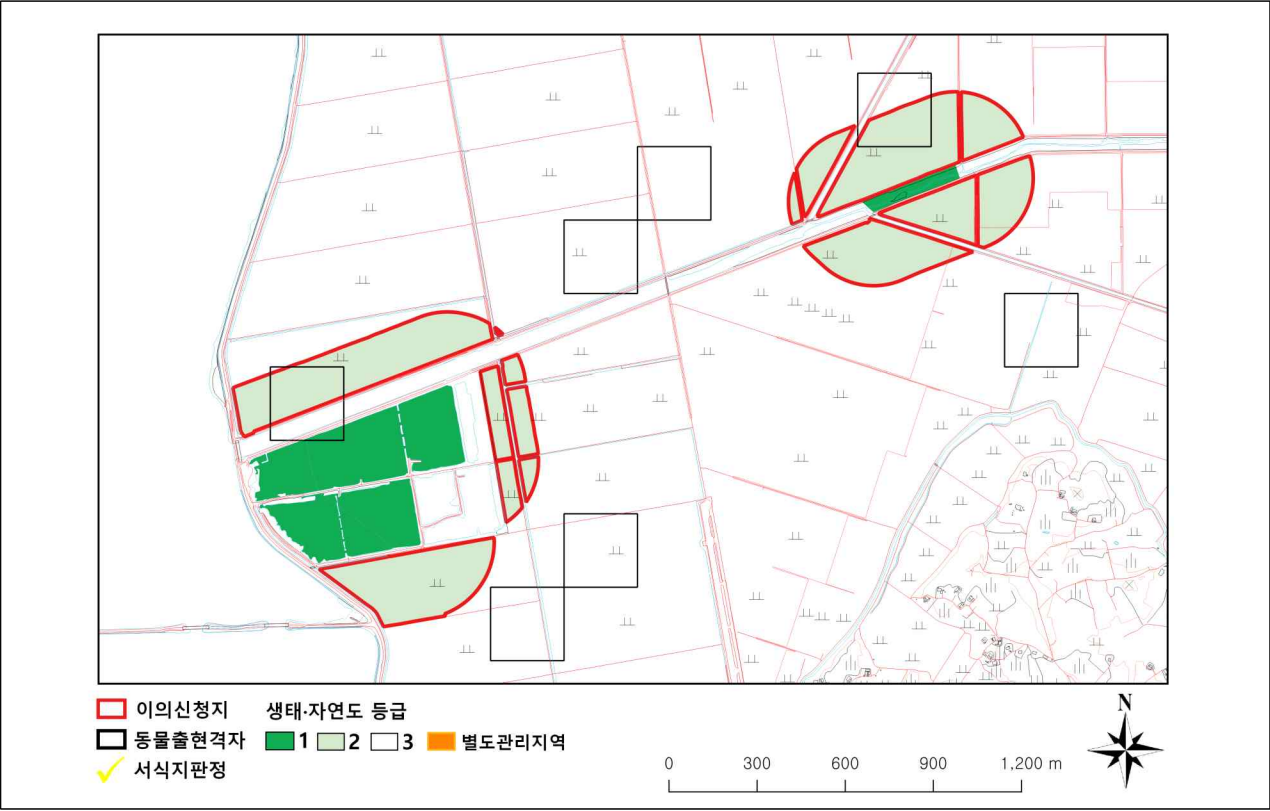 이의신청지
생태·자연도 등급
동물출현격자
1 2 3 별도관리지역
서식지판정
0 300 600 900 1,200 m
N